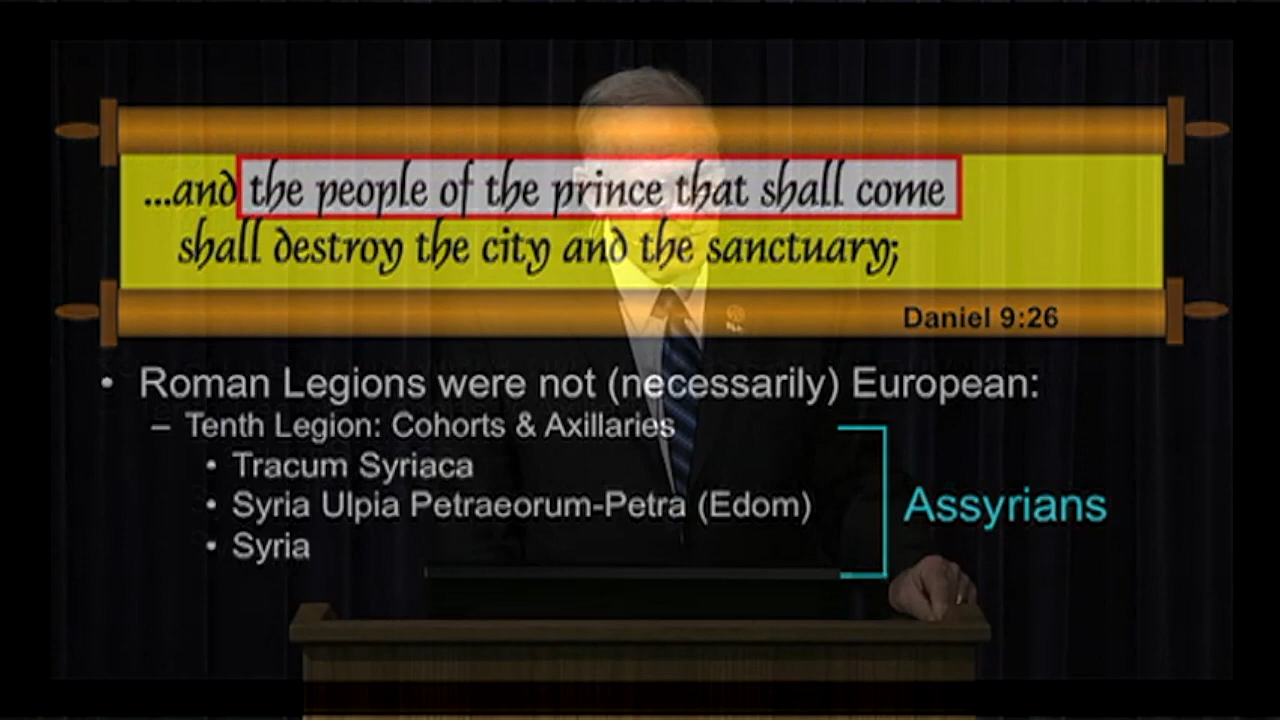 ...and the people of the prince that shall come
shall destroy the city and the sanctuary;
Daniel 9:26
• Roman Legions were not (necessarily) European:
– Tenth Legion: Cohorts & Axillaries
• Tracum Syriaca
• Syria Ulpia Petraeorum-Petra (Edom)
• Syria
Assyrians